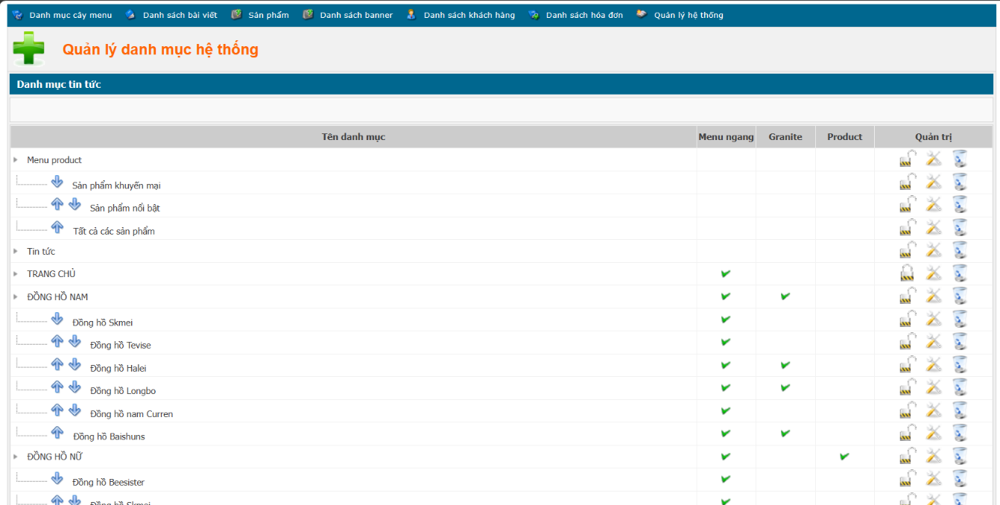 Danh mục cây menu Danh sách bài viết Sản phẩm Danh sách banner Danh sách khách hàng Danh sách hóa đơn Quản lý hệ thống
Quản lý danh mục hệ thống
Danh mục tin tức
Tên danh mục Menu ngang Granite Product Quản trị
Menu product
Sản phẩm khuyến mại
Sản phẩm nổi bật
Tất cả các sản phẩm
Tin tức
TRANG CHỦ
ĐỒNG HỒ NAM
Đồng hồ Skmei
Đồng hồ Tevise
Đồng hồ Halei
Đồng hồ Longbo
Đồng hồ nam Curren
Đồng hồ Baishuns
ĐỒNG HỒ NỮ
Đồng hồ Beesister
Đồng hồ Skmei